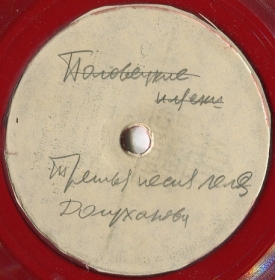 Половецкие
пляски
Третья песня Леля
Долуханова